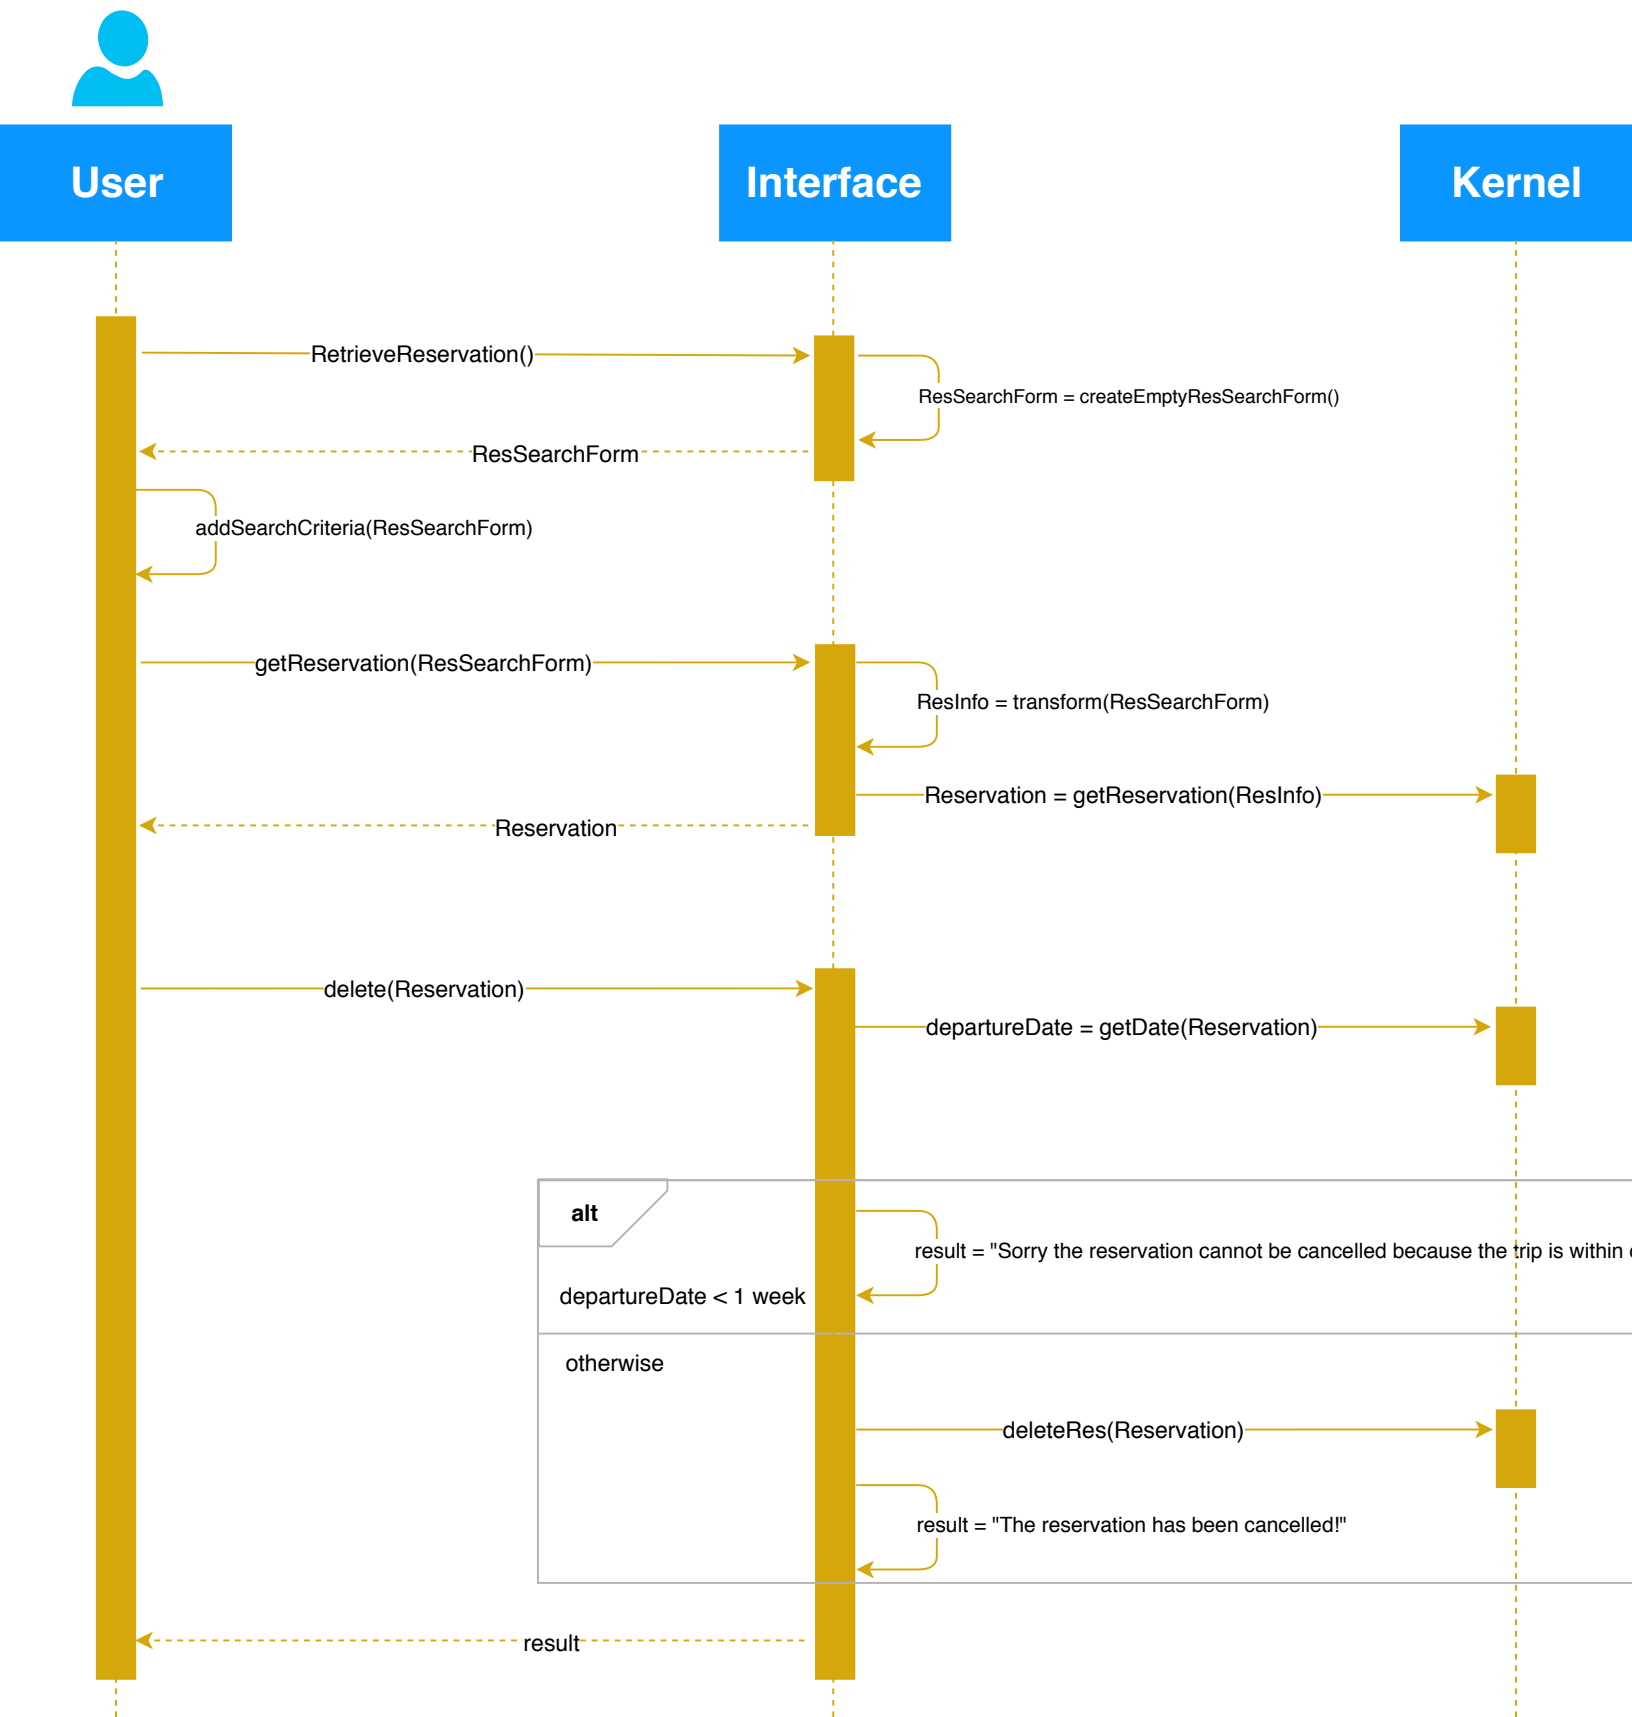 User
Interface
Kernel
RetrieveReservation()
ResSearchForm = createEmptyResSearchForm()
ResSearchForm
addSearchCriteria(ResSearchForm)
getReservation(ResSearchForm)
ResInfo = transform(ResSearchForm)
Reservation = getReservation(ResInfo)
Reservation
delete(Reservation)
departureDate = getDate(Reservation)
alt
result = "Sorry the reservation cannot be cancelled because the trip is within
departureDate < 1 week
otherwise
deleteRes(Reservation)
result = "The reservation has been cancelled!"
result